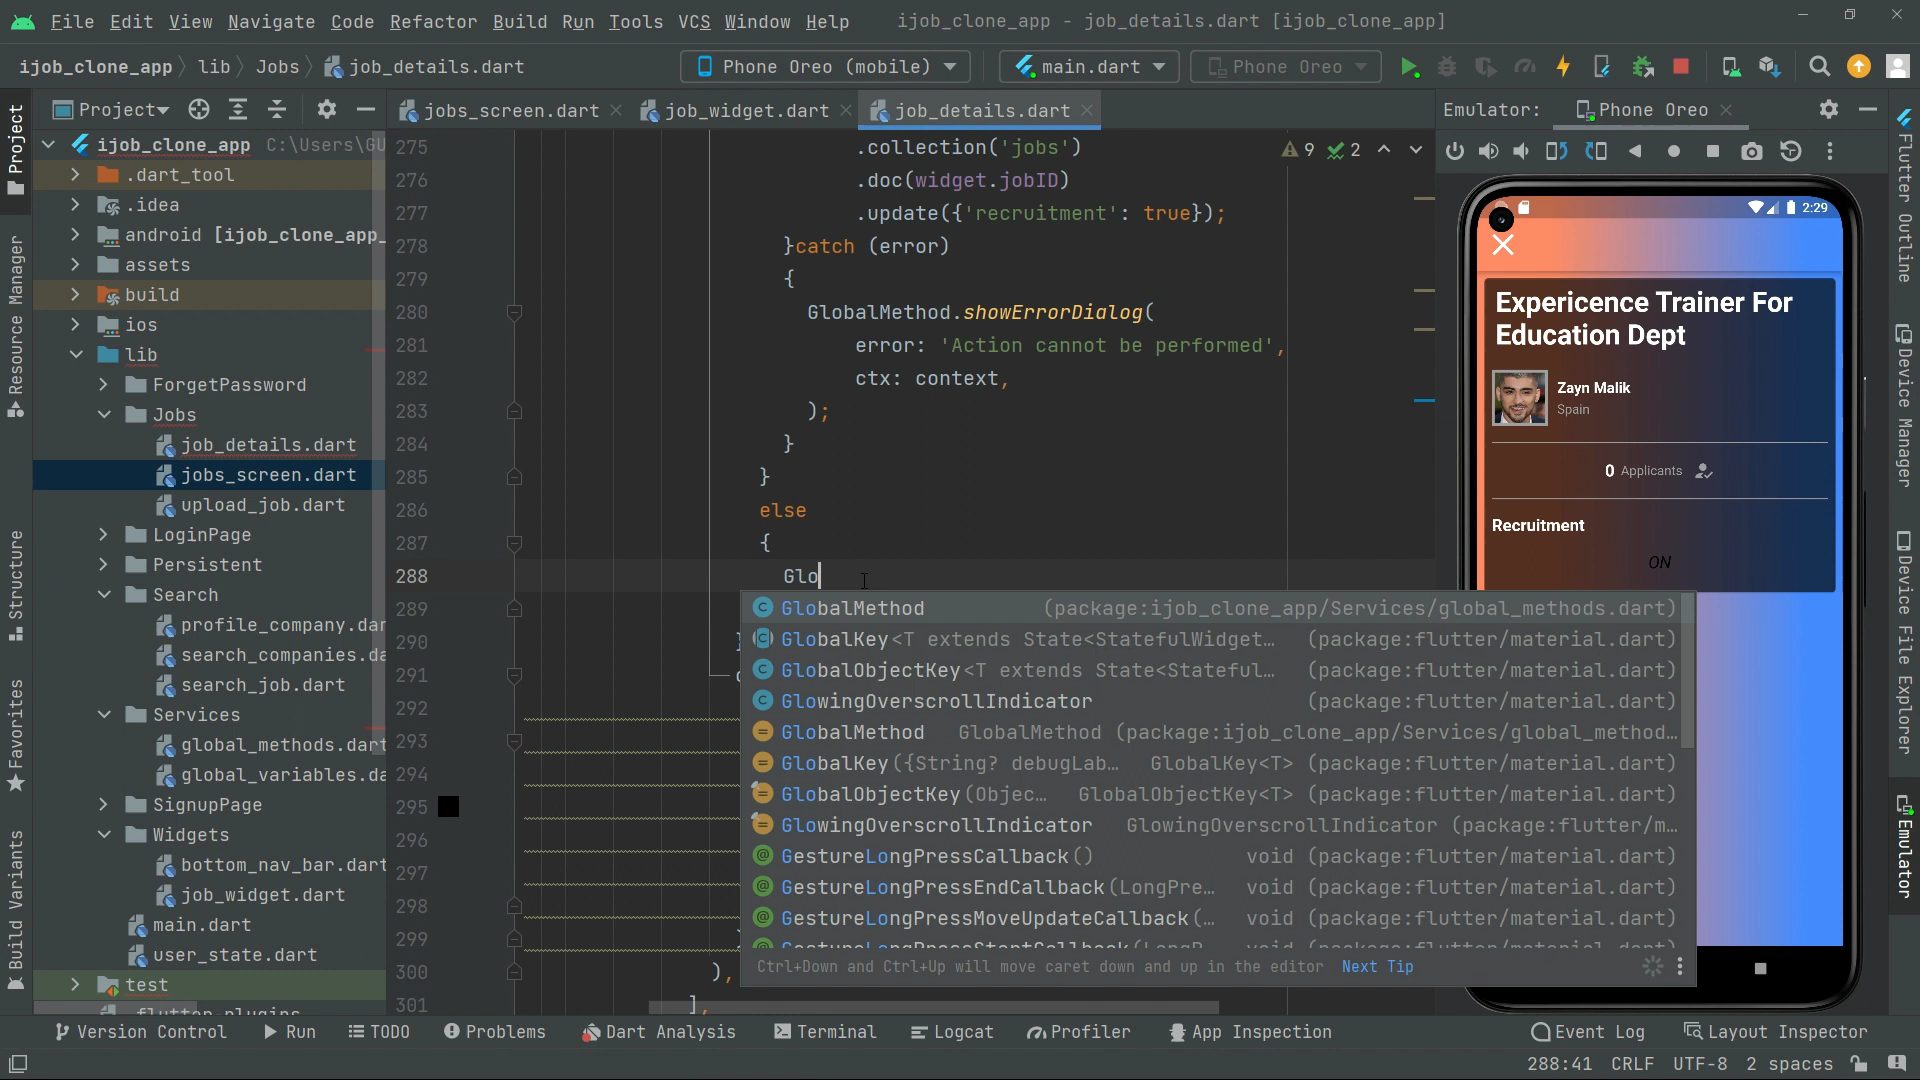 File Edit View Navigate Code Refactor Build Run Tools VCS Window Help ijob_clone_app - job_details.dart [ijob_clone_app]
ijob_clone_app lib Jobs job_details.dart Phone Oreo (mobile) main.dart Phone Oreo
Project jobs_screen.dart job_widget.dart job_details.dart Emulator: Phone Oreo
Project
Resource Manager
Structure
Favorites
Build Variants
ijob_clone_app C:\Users\GU
.dart_tool
.idea
android [ijob_clone_app_
assets
build
ios
lib
ForgetPassword
Jobs
job_details.dart
jobs_screen.dart
upload_job.dart
LoginPage
Persistent
Search
profile_company.dar
search_companies.da
search_job.dart
Services
global_methods.dart
global_variables.da
SignupPage
Widgets
bottom_nav_bar.dart
job_widget.dart
main.dart
user_state.dart
test
9 2
275 .collection('jobs')
276 .doc(widget.jobID)
277 .update({'recruitment': true});
278 }catch (error)
279 {
280 GlobalMethod.showErrorDialog(
281 error: 'Action cannot be performed',
282 ctx: context,
283 );
284 }
285 }
286 else
287 {
288 Glo
289
290 }
291
292
293
294
295
296
297
298
299
300 ),
301 ],
GlobalMethod (package:ijob_clone_app/Services/global_methods.dart)
GlobalKey<T extends State<StatefulWidget… (package:flutter/material.dart)
GlobalObjectKey<T extends State<Stateful… (package:flutter/material.dart)
GlowingOverscrollIndicator (package:flutter/material.dart)
GlobalMethod GlobalMethod (package:ijob_clone_app/Services/global_method…
GlobalKey({String? debugLab… GlobalKey<T> (package:flutter/material.dart)
GlobalObjectKey(Objec… GlobalObjectKey<T> (package:flutter/material.dart)
GlowingOverscrollIndicator GlowingOverscrollIndicator (package:flutter/m…
GestureLongPressCallback() void (package:flutter/material.dart)
GestureLongPressEndCallback(LongPre… void (package:flutter/material.dart)
GestureLongPressMoveUpdateCallback(… void (package:flutter/material.dart)
Ctrl+Down and Ctrl+Up will move caret down and up in the editor Next Tip
2:29
Expericence Trainer For
Education Dept
Zayn Malik
Spain
0 Applicants
Recruitment
ON
Flutter Outline
Device Manager
Device File Explorer
Emulator
Version Control Run TODO Problems Dart Analysis Terminal Logcat Profiler App Inspection Event Log Layout Inspector
288:41 CRLF UTF-8 2 spaces